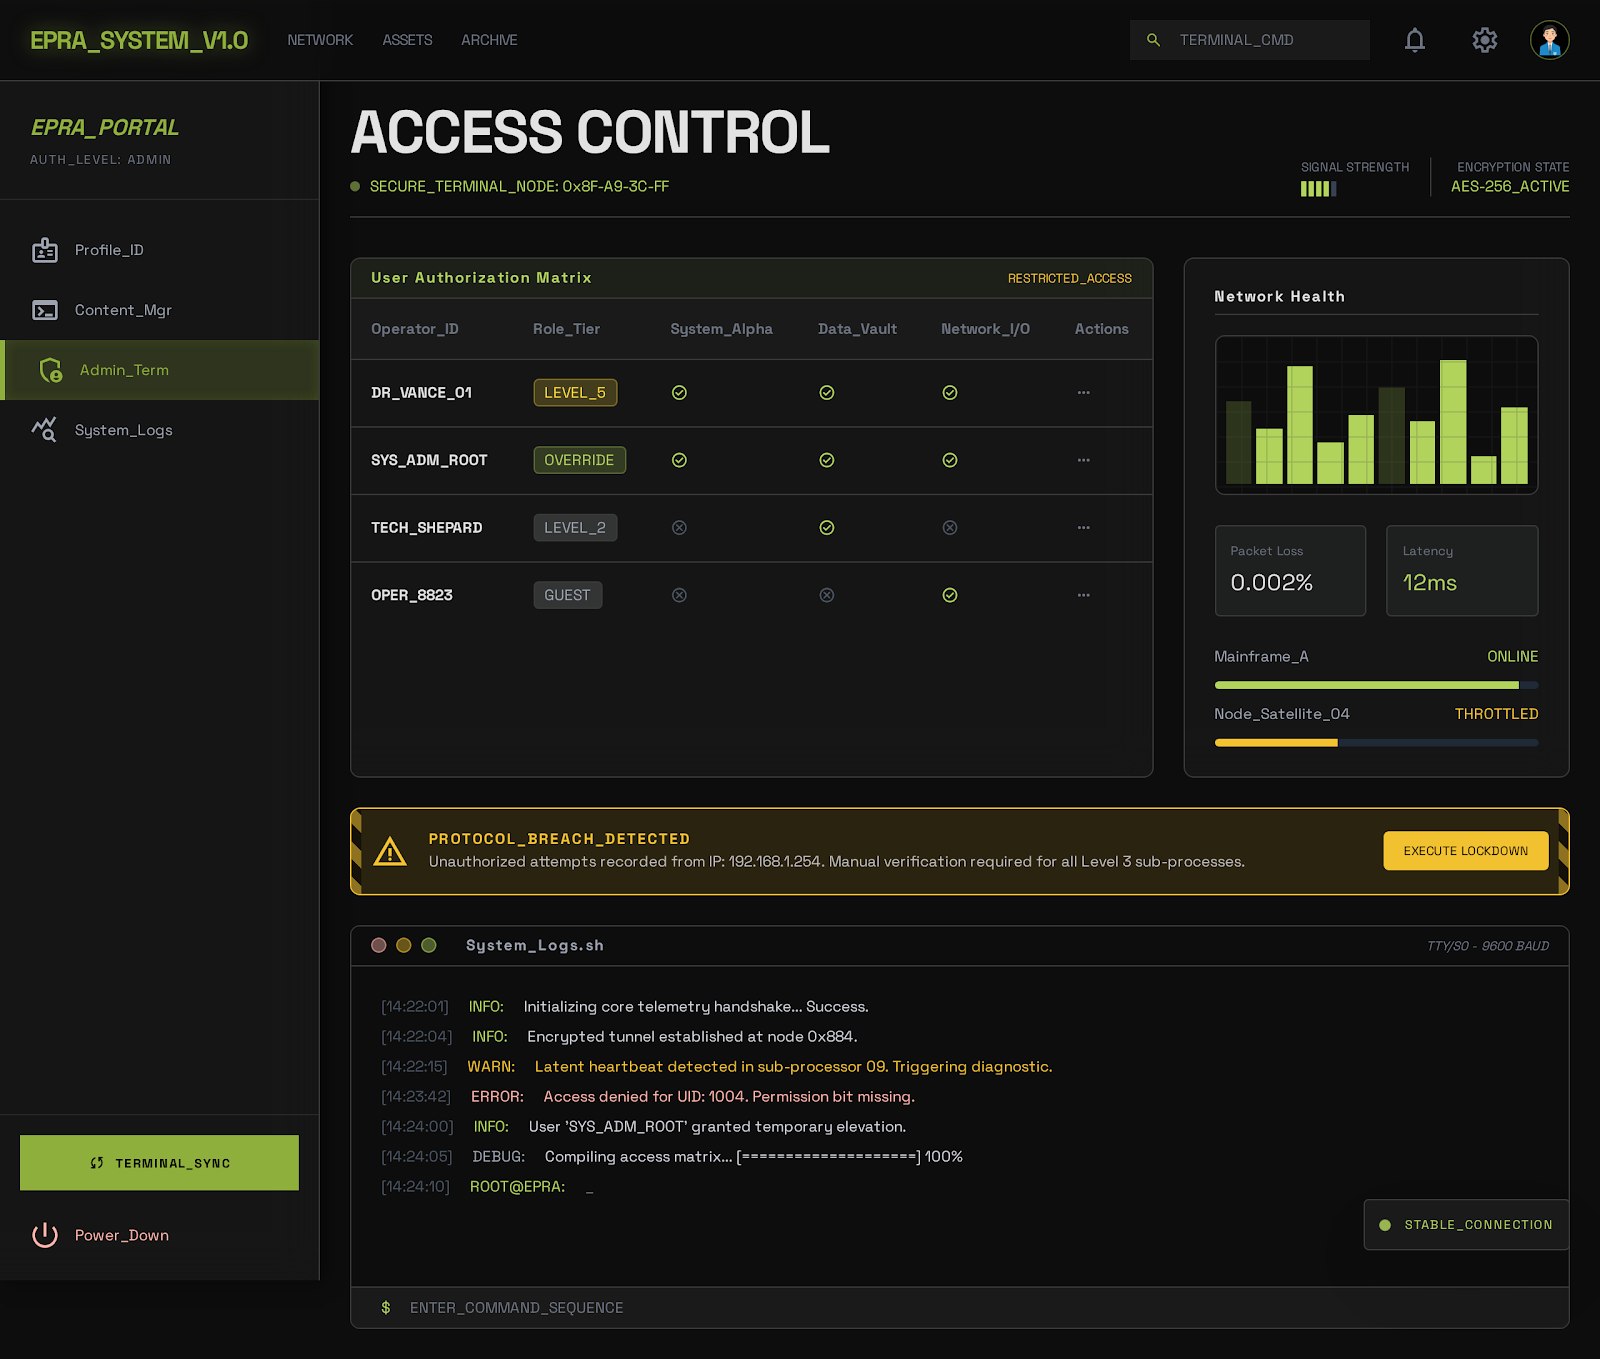 EPRA_SYSTEM_V1.0
NETWORK
ASSETS
ARCHIVE
TERMINAL_CMD
EPRA_PORTAL
AUTH_LEVEL: ADMIN
Profile_ID
Content_Mgr
Admin_Term
System_Logs
TERMINAL_SYNC
Power_Down
ACCESS CONTROL
SECURE_TERMINAL_NODE: 0x8F-A9-3C-FF
SIGNAL STRENGTH
ENCRYPTION STATE
AES-256_ACTIVE
User Authorization Matrix
RESTRICTED_ACCESS
Operator_ID Role_Tier System_Alpha Data_Vault Network_I/O Actions
DR_VANCE_01 LEVEL_5
SYS_ADM_ROOT OVERRIDE
TECH_SHEPARD LEVEL_2
OPER_8823 GUEST
Network Health
Packet Loss
0.002%
Latency
12ms
Mainframe_A ONLINE
Node_Satellite_04 THROTTLED
PROTOCOL_BREACH_DETECTED
Unauthorized attempts recorded from IP: 192.168.1.254. Manual verification required for all Level 3 sub-processes.
EXECUTE LOCKDOWN
System_Logs.sh
TTY/S0 - 9600 BAUD
[14:22:01] INFO: Initializing core telemetry handshake... Success.
[14:22:04] INFO: Encrypted tunnel established at node 0x884.
[14:22:15] WARN: Latent heartbeat detected in sub-processor 09. Triggering diagnostic.
[14:23:42] ERROR: Access denied for UID: 1004. Permission bit missing.
[14:24:00] INFO: User 'SYS_ADM_ROOT' granted temporary elevation.
[14:24:05] DEBUG: Compiling access matrix... [====================] 100%
[14:24:10] ROOT@EPRA: _
STABLE_CONNECTION
$ ENTER_COMMAND_SEQUENCE